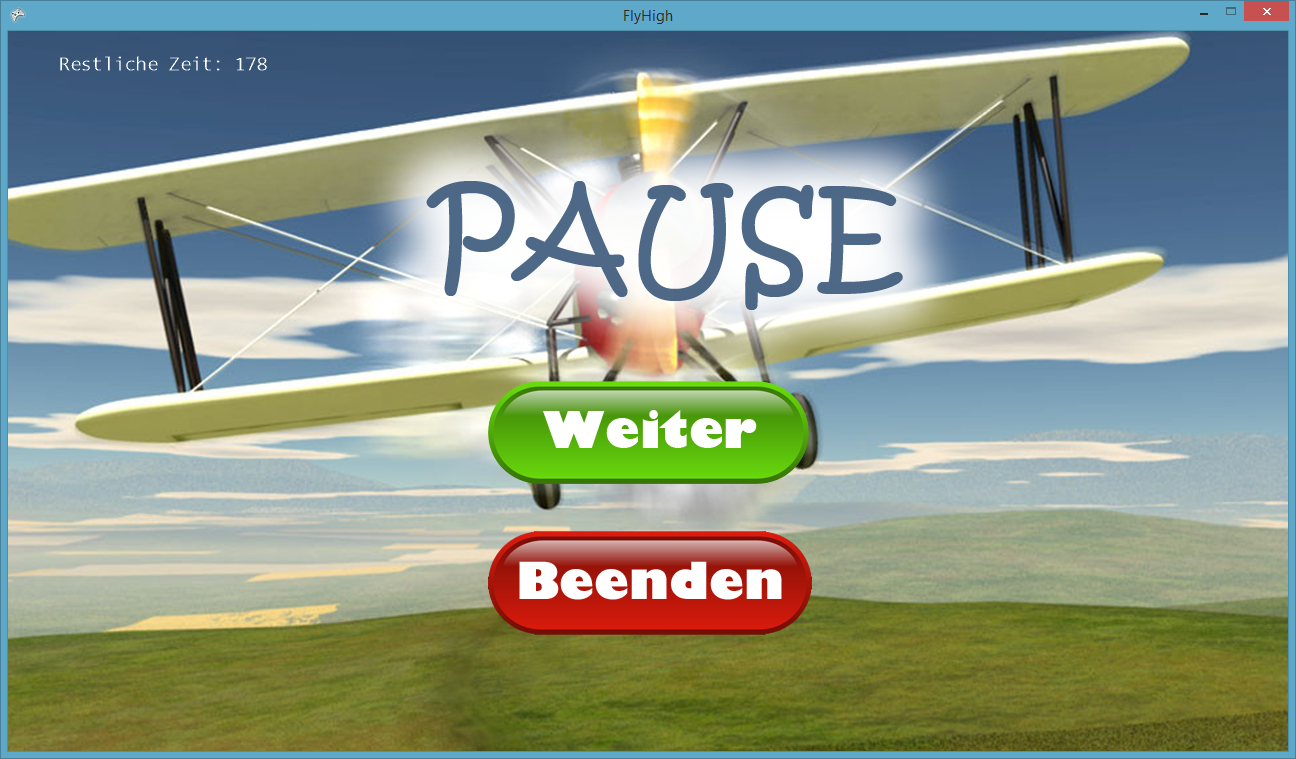 FlyHigh
Restliche Zeit: 178
PAUSE
Weiter
Beenden